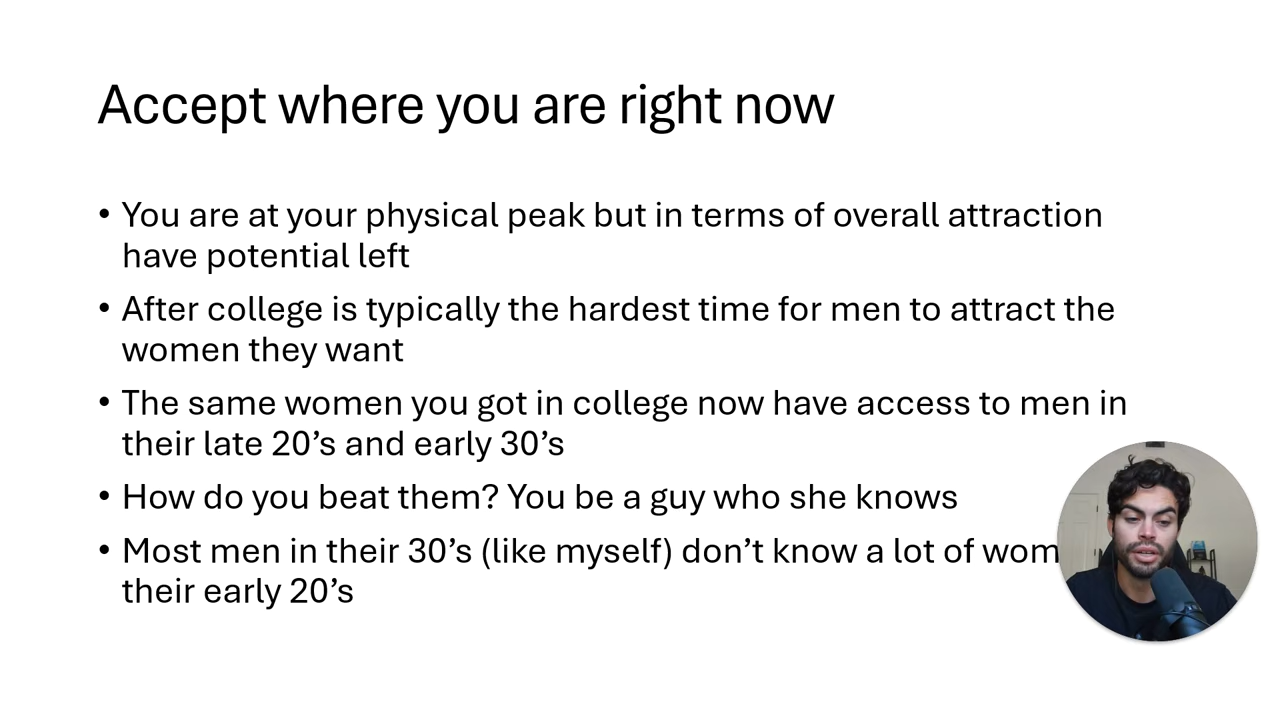 Accept where you are right now
• You are at your physical peak but in terms of overall attraction
have potential left
• After college is typically the hardest time for men to attract the
women they want
• The same women you got in college now have access to men in
their late 20’s and early 30’s
• How do you beat them? You be a guy who she knows
• Most men in their 30’s (like myself) don’t know a lot of wom
their early 20’s